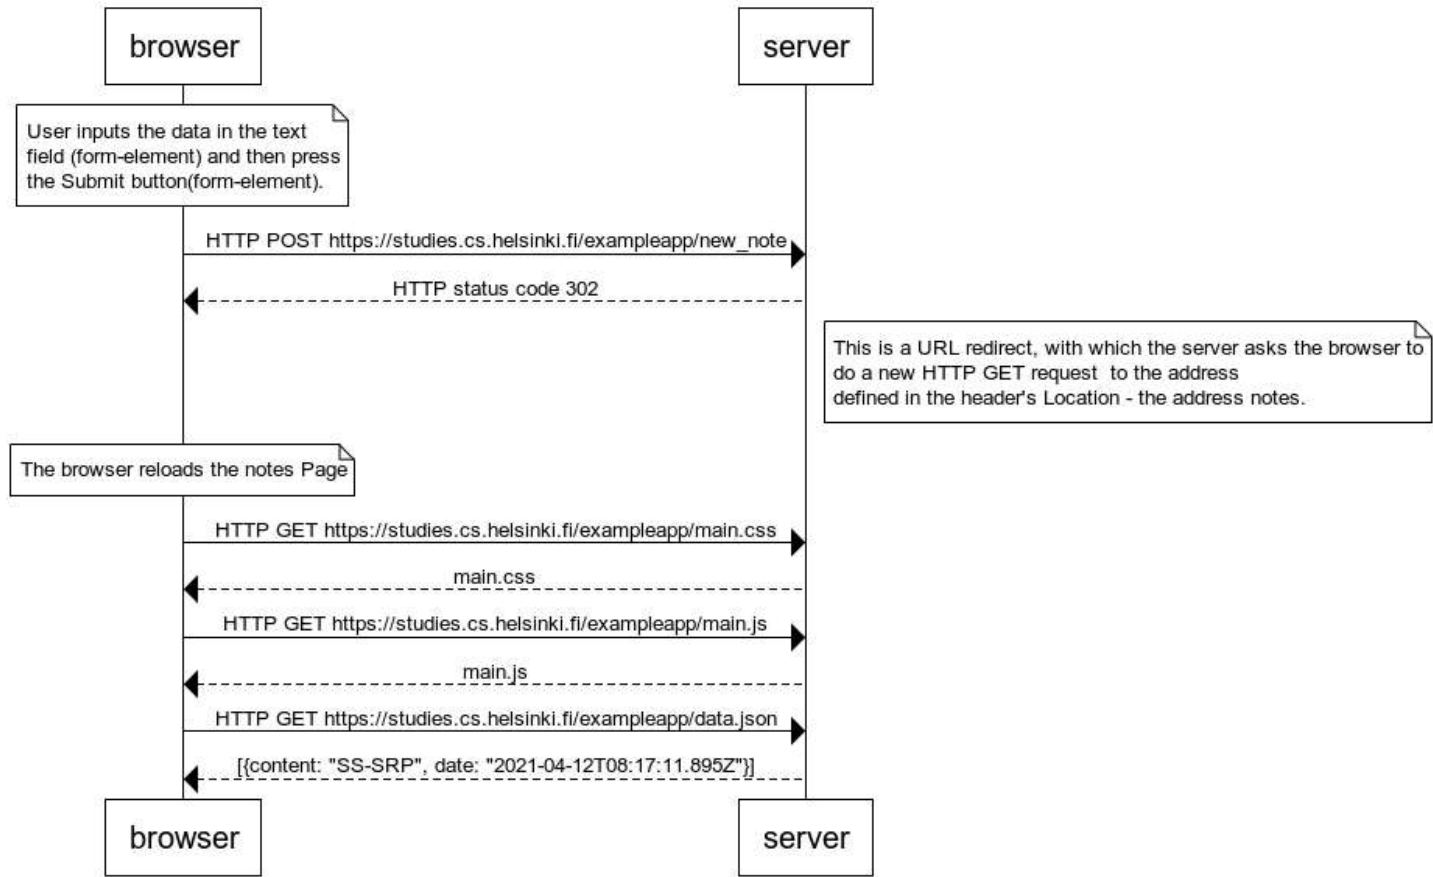 browser
server
User inputs the data in the text
field (form-element) and then press
the Submit button(form-element).
HTTP POST https://studies.cs.helsinki.fi/exampleapp/new_note
HTTP status code 302
This is a URL redirect, with which the server asks the browser to
do a new HTTP GET request  to the address
defined in the header's Location - the address notes.
The browser reloads the notes Page
HTTP GET https://studies.cs.helsinki.fi/exampleapp/main.css
main.css
HTTP GET https://studies.cs.helsinki.fi/exampleapp/main.js
main.js
HTTP GET https://studies.cs.helsinki.fi/exampleapp/data.json
[{content: "SS-SRP", date: "2021-04-12T08:17:11.895Z"}]
browser
server